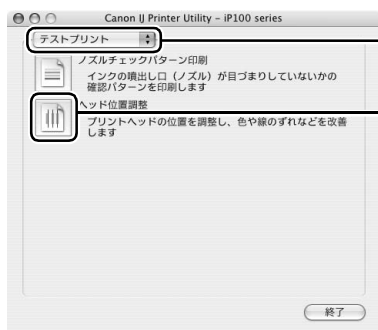 Canon IJ Printer Utility – iP100 series
テストプリント
ノズルチェックパターン印刷
インクの噴出し口（ノズル）が目づまりしていないかの
確認パターンを印刷します
ヘッド位置調整
プリントヘッドの位置を調整し、色や線のずれなどを改善
します
終了